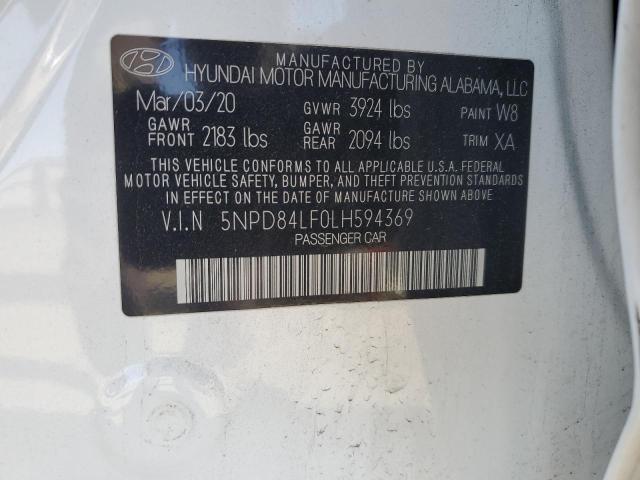 MANUFACTURED BY
HYUNDAI MOTOR MANUFACTURING ALABAMA, LLC
Mar/03/20 GVWR 3924 lbs PAINT W8
GAWR FRONT 2183 lbs GAWR REAR 2094 lbs TRIM XA
THIS VEHICLE CONFORMS TO ALL APPLICABLE U.S.A. FEDERAL
MOTOR VEHICLE SAFETY, BUMPER, AND THEFT PREVENTION STANDARDS
IN EFFECT ON THE DATE OF MANUFACTURE SHOWN ABOVE.
V.I.N 5NPD84LF0LH594369
PASSENGER CAR